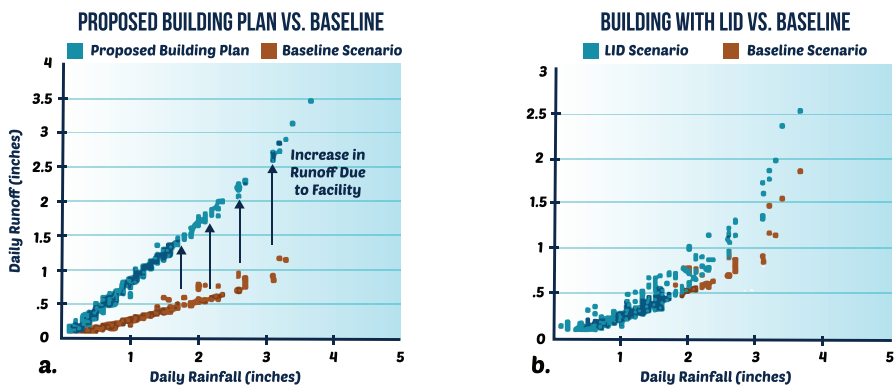 PROPOSED BUILDING PLAN VS. BASELINE
Proposed Building Plan
Baseline Scenario
4
3.5
3
2.5
2
1.5
1
.5
0
Daily Runoff (inches)
Increase in
Runoff Due
to Facility
1
2
3
4
5
a.
Daily Rainfall (inches)
BUILDING WITH LID VS. BASELINE
LID Scenario
Baseline Scenario
3
2.5
2
1.5
1
.5
0
1
2
3
4
5
b.
Daily Rainfall (inches)